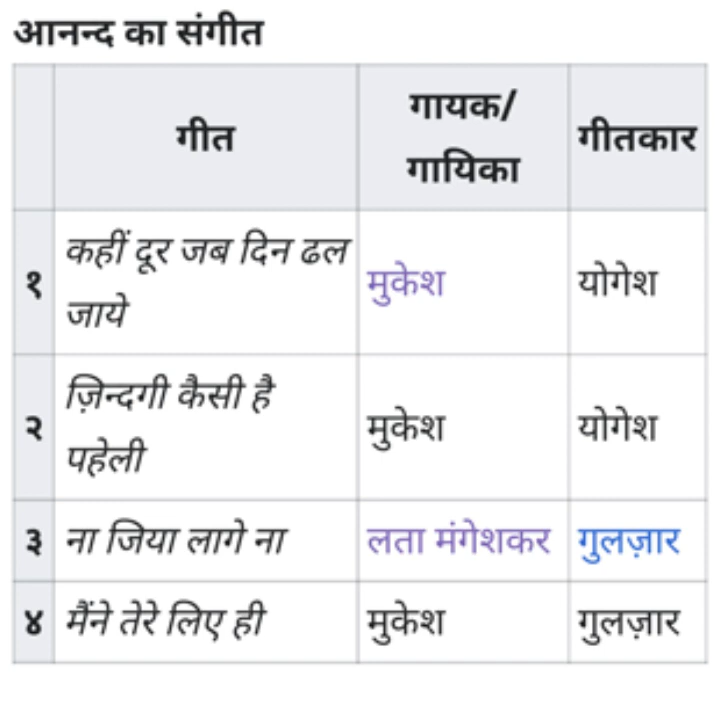 आनन्द का संगीत
गीत गायक/गायिका गीतकार
१ कहीं दूर जब दिन ढल जाये मुकेश योगेश
२ ज़िन्दगी कैसी है पहेली मुकेश योगेश
३ ना जिया लागे ना लता मंगेशकर गुलज़ार
४ मैंने तेरे लिए ही मुकेश गुलज़ार